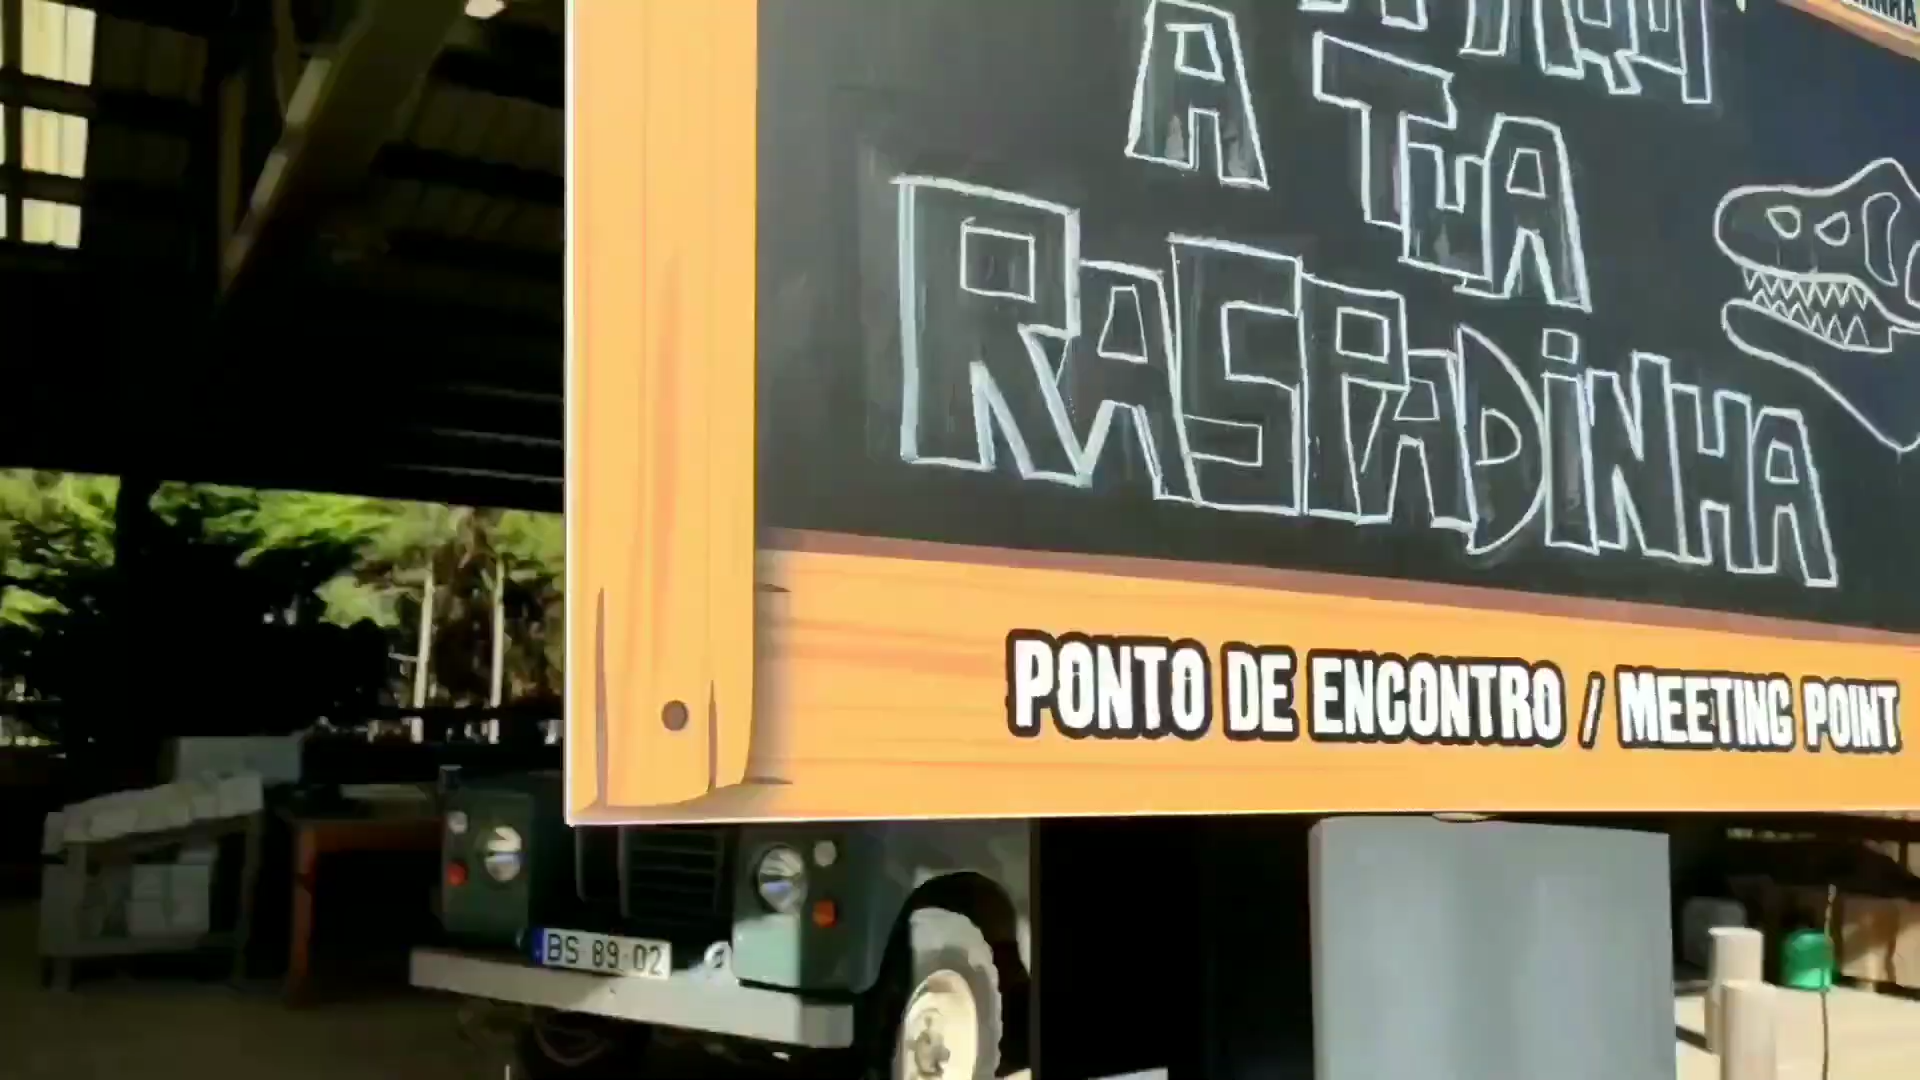 A TUA
RASPADINHA
PONTO DE ENCONTRO / MEETING POINT
BS 89-02